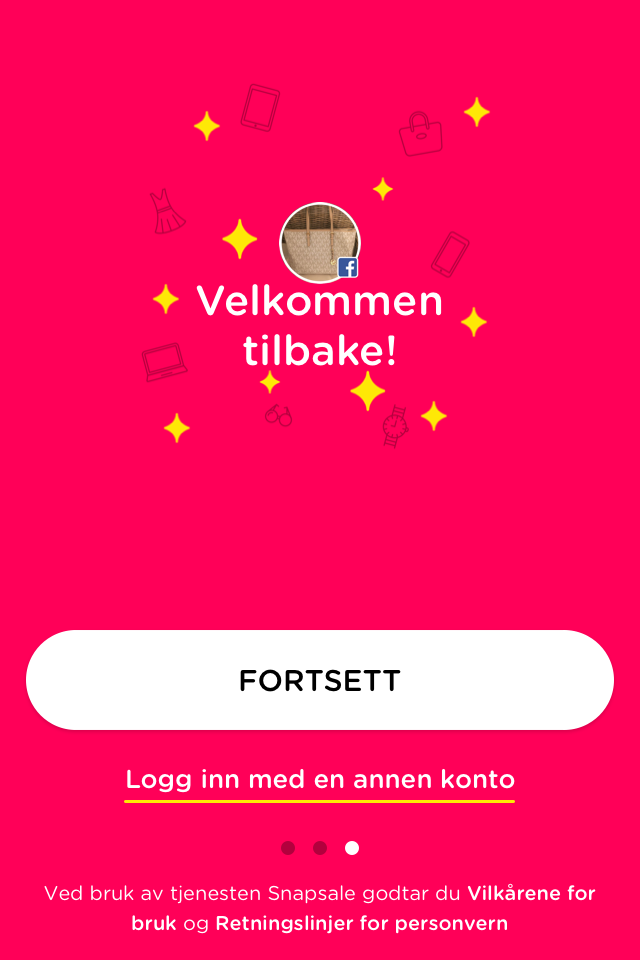 Velkommen
tilbake!
FORTSETT
Logg inn med en annen konto
Ved bruk av tjenesten Snapsale godtar du Vilkårene for
bruk og Retningslinjer for personvern